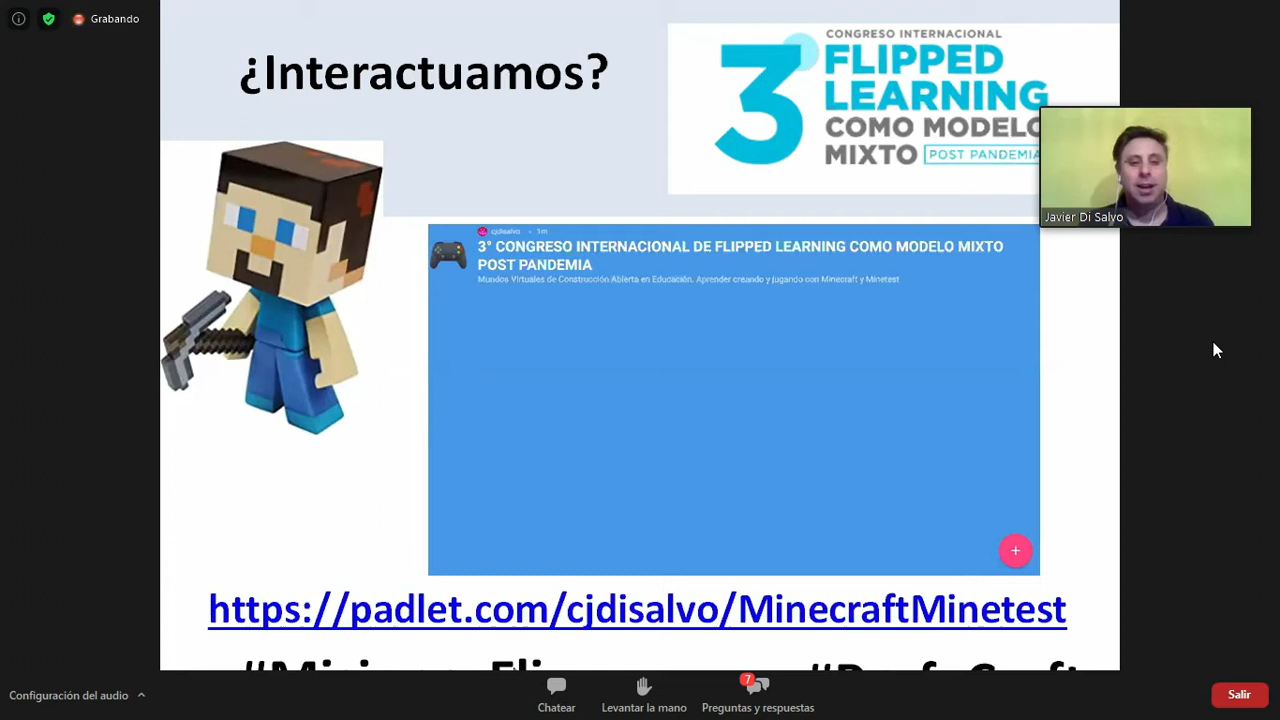 Grabando
¿Interactuamos?
CONGRESO INTERNACIONAL
3° FLIPPED
LEARNING
COMO MODELO
MIXTO POST PANDEMIA
Javier Di Salvo
cjdisalvo • 1m
3° CONGRESO INTERNACIONAL DE FLIPPED LEARNING COMO MODELO MIXTO
POST PANDEMIA
Mundos Virtuales de Construcción Abierta en Educación. Aprender creando y jugando con Minecraft y Minetest
+
https://padlet.com/cjdisalvo/MinecraftMinetest
Configuración del audio
Chatear
Levantar la mano
7
Preguntas y respuestas
Salir